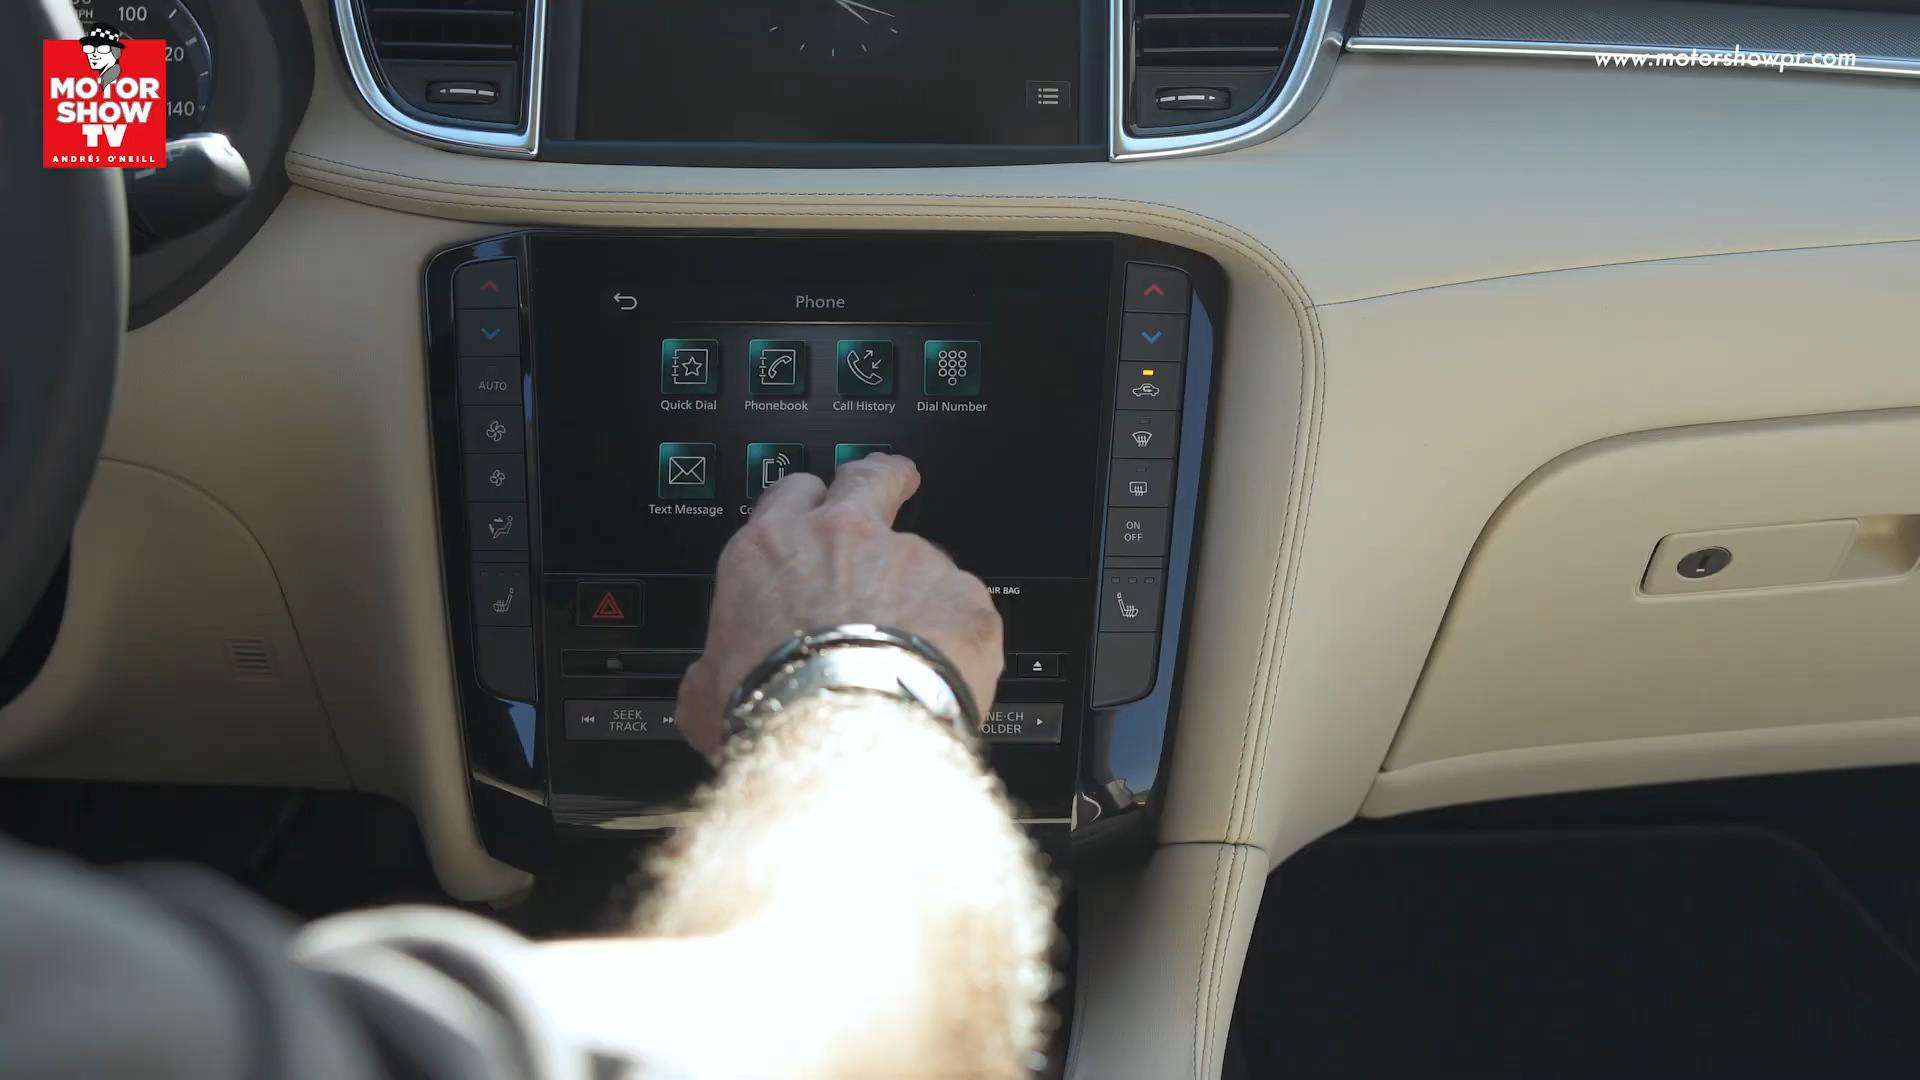 100
MOTOR
SHOW
TV
ANDRÉS O'NEILL
140
www.motorshowpr.com
Phone
Quick Dial
Phonebook
Call History
Dial Number
Text Message
AUTO
ON
OFF
AIR BAG
SEEK
TRACK